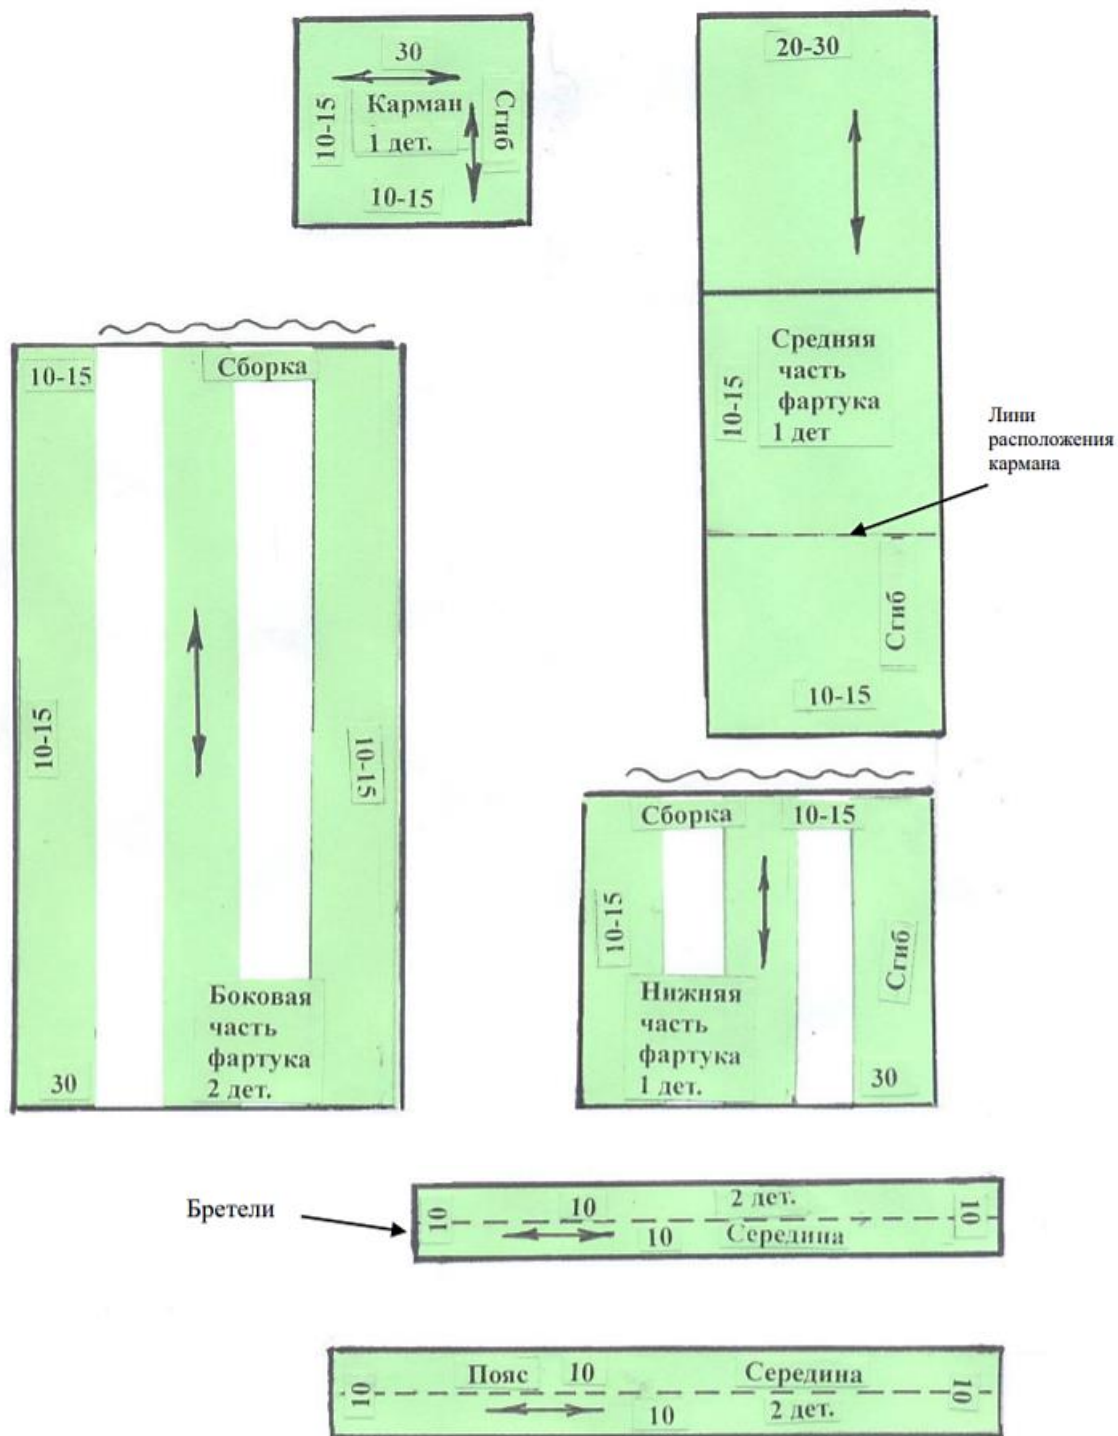 30
10-15
Карман
1 дет.
Сгиб
10-15
20-30
Средняя
часть
фартука
1 дет
10-15
Лини
расположения
кармана
Сгиб
10-15
10-15
Сборка
10-15
10-15
Боковая
часть
фартука
2 дет.
30
Сборка
10-15
10-15
Сгиб
Нижняя
часть
фартука
1 дет.
30
Бретели
10
10
2 дет.
10
10
Середина
10
Пояс
10
Середина
10
10
2 дет.